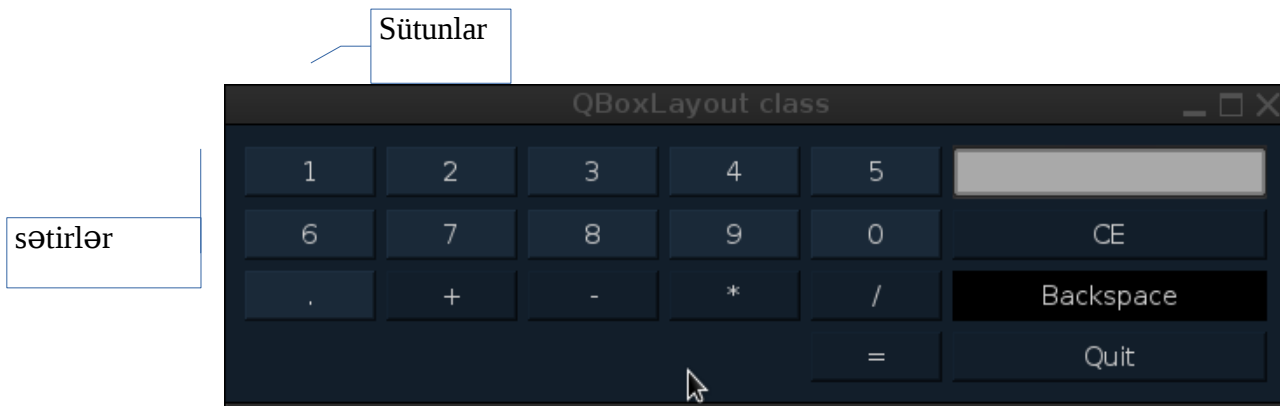 Sütunlar
QBoxLayout class
1 2 3 4 5
sətirlər
6 7 8 9 0 CE
. + - * / Backspace
= Quit